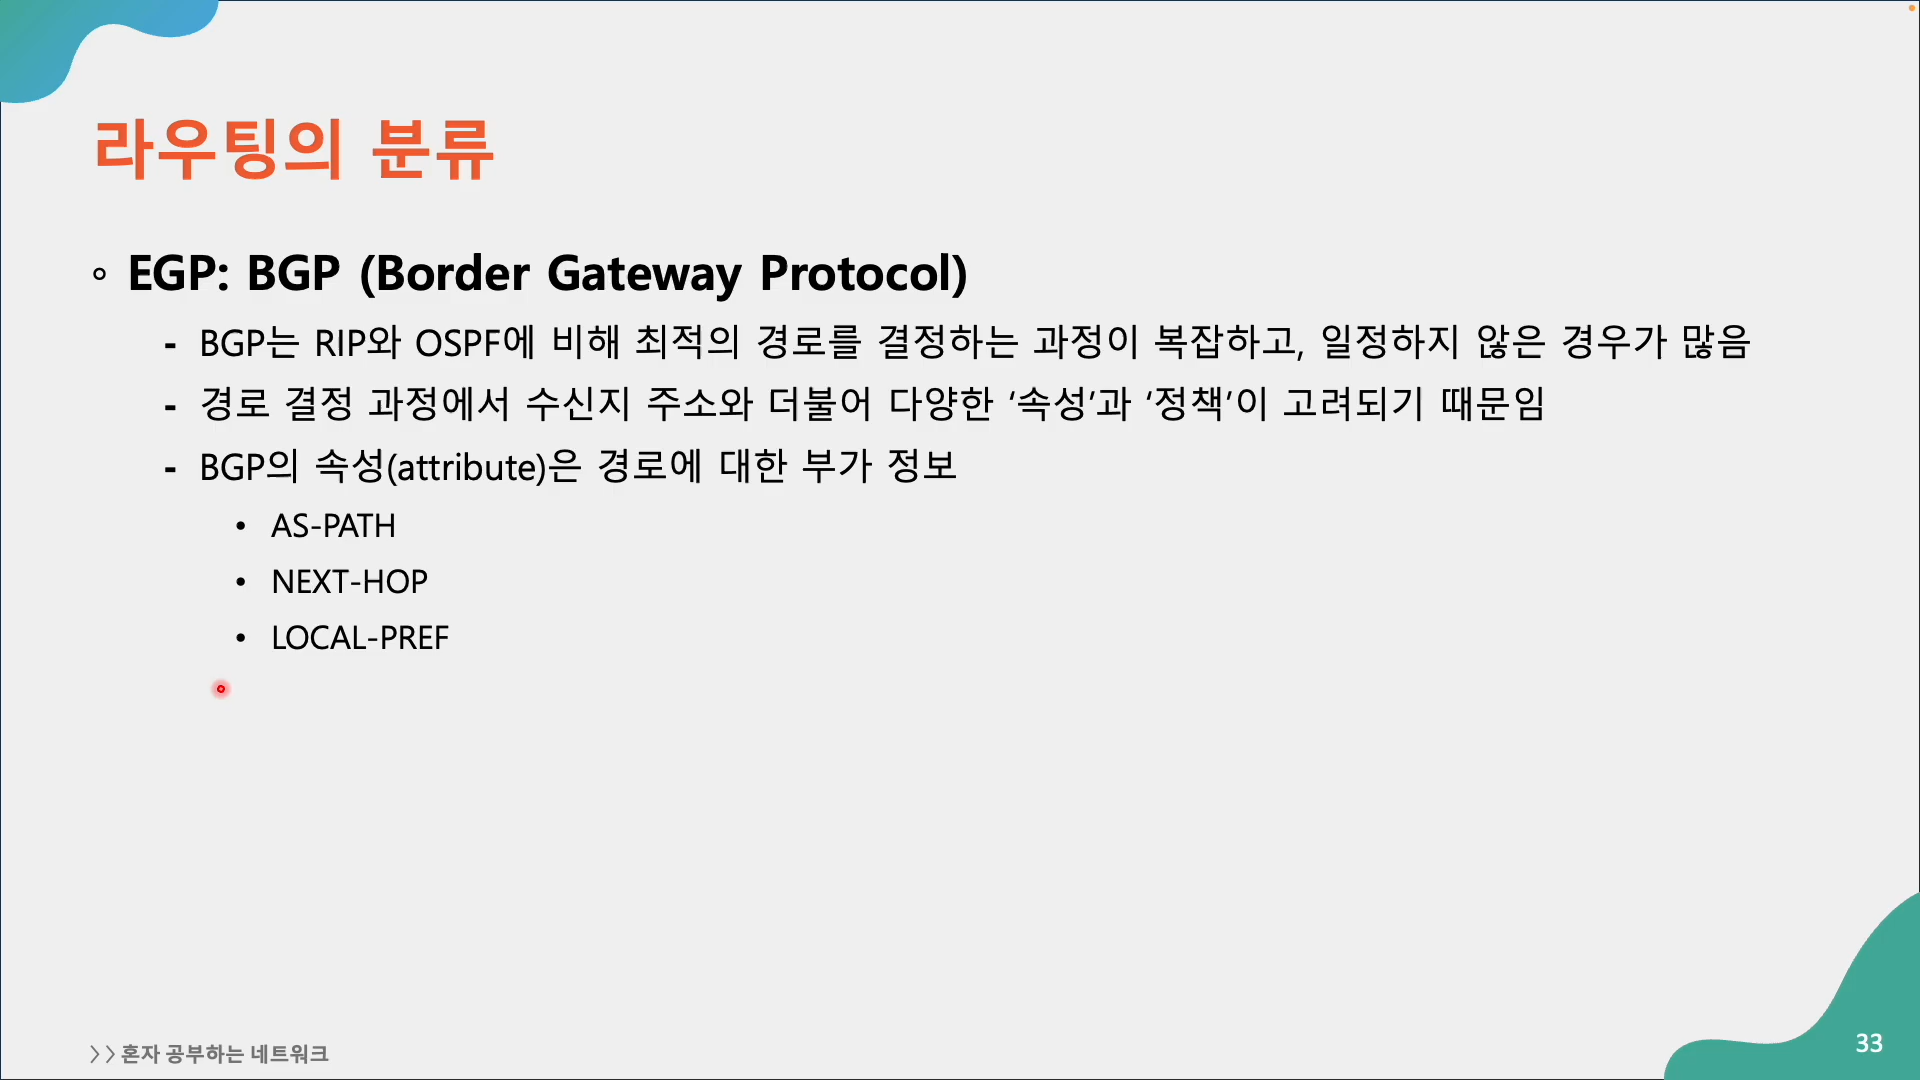 라우팅의 분류
◦ EGP: BGP (Border Gateway Protocol)
- BGP는 RIP와 OSPF에 비해 최적의 경로를 결정하는 과정이 복잡하고, 일정하지 않은 경우가 많음
- 경로 결정 과정에서 수신지 주소와 더불어 다양한 ‘속성’과 ‘정책’이 고려되기 때문임
- BGP의 속성(attribute)은 경로에 대한 부가 정보
• AS-PATH
• NEXT-HOP
• LOCAL-PREF
>> 혼자 공부하는 네트워크
33